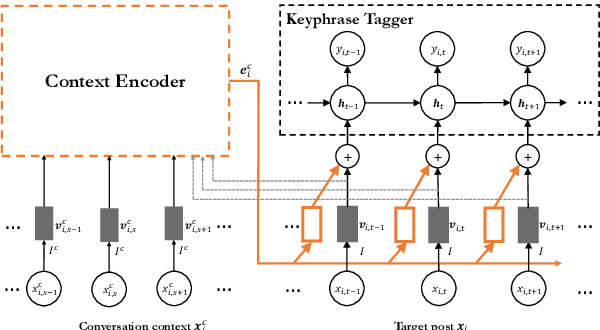 Keyphrase Tagger
y_{i,t-1} y_{i,t} y_{i,t+1}
Context Encoder
e_i^c
... h_{t-1} h_t h_{t+1} ...
+ + +
... v_{i,s-1}^c v_{i,s}^c v_{i,s+1}^c ... ... v_{i,t-1} v_{i,t} v_{i,t+1} ...
I^c I^c I^c I I I
... x_{i,s-1}^c x_{i,s}^c x_{i,s+1}^c ... ... x_{i,t-1} x_{i,t} x_{i,t+1} ...
Conversation context x_i^c Target post x_i